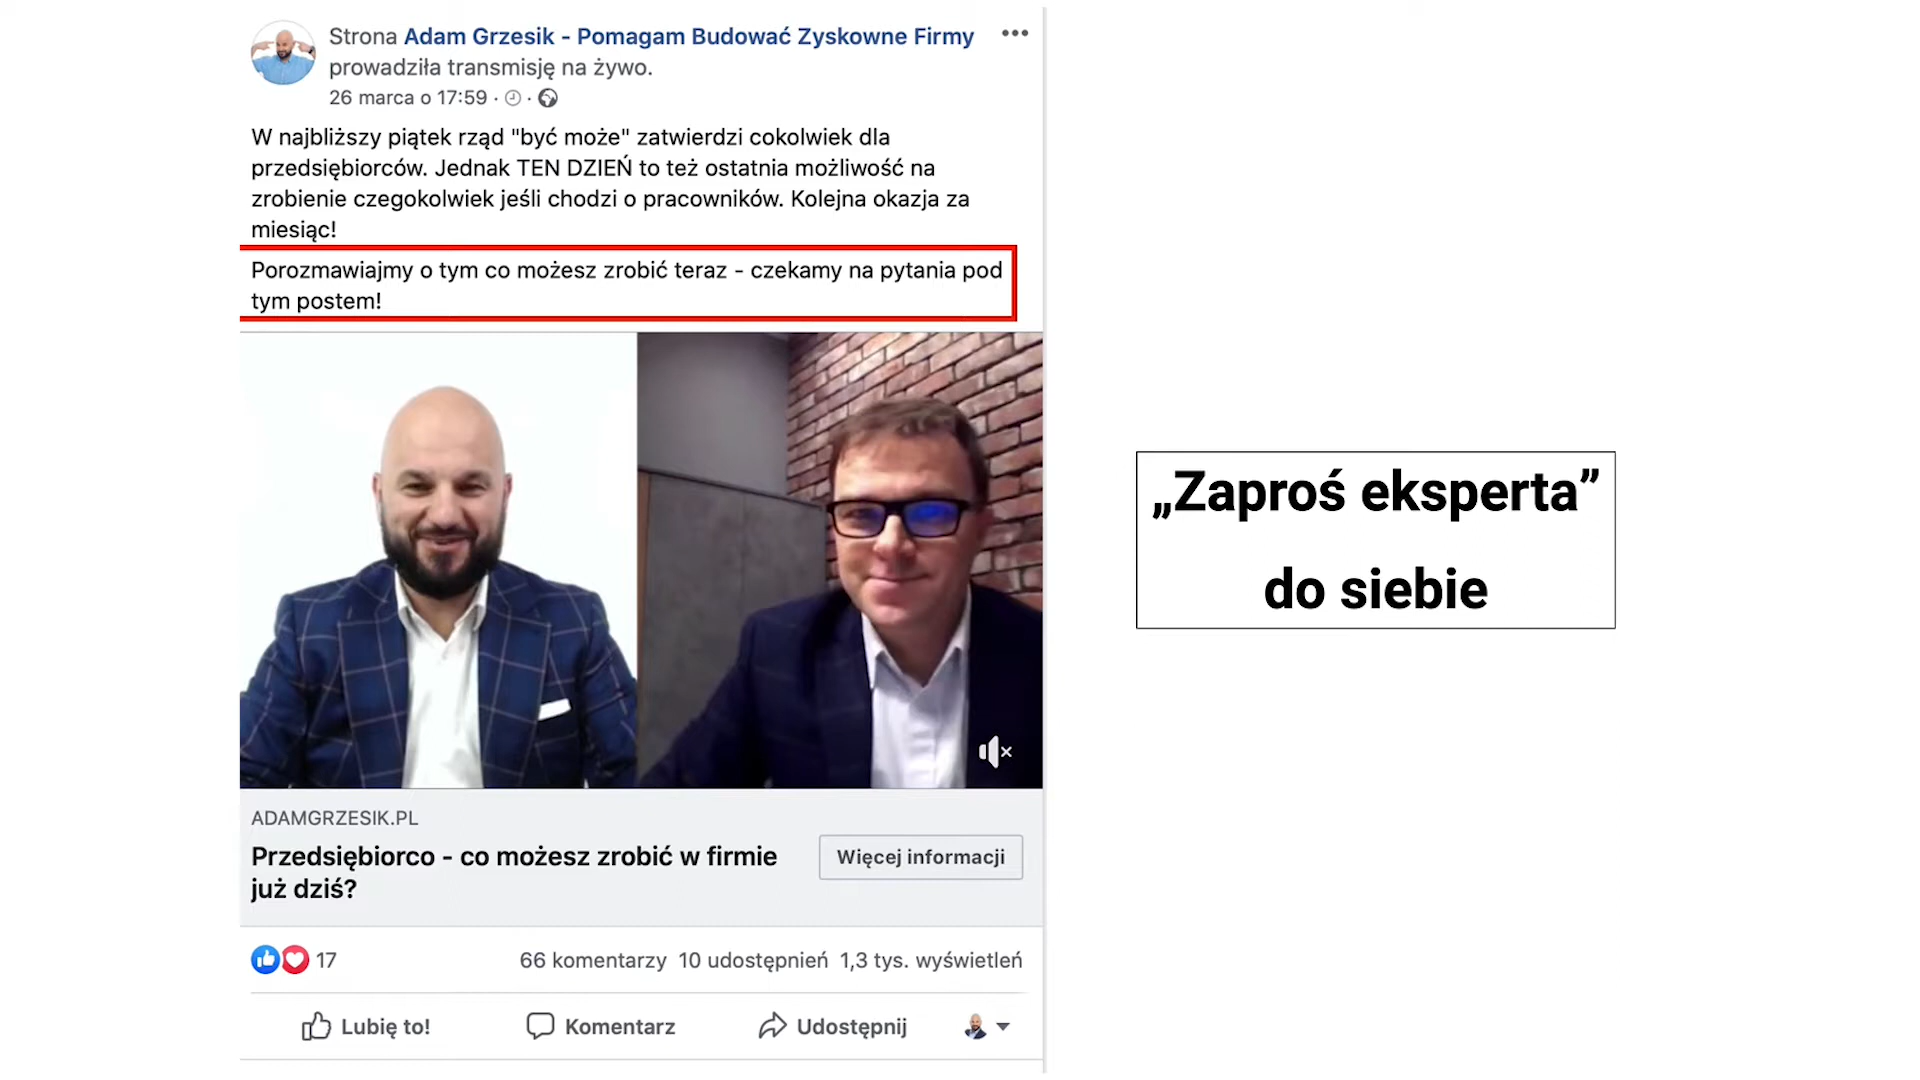 Strona Adam Grzesik - Pomagam Budować Zyskowne Firmy
prowadziła transmisję na żywo.
26 marca o 17:59 ·  ·
W najbliższy piątek rząd "być może" zatwierdzi cokolwiek dla
przedsiębiorców. Jednak TEN DZIEŃ to też ostatnia możliwość na
zrobienie czegokolwiek jeśli chodzi o pracowników. Kolejna okazja za
miesiąc!
Porozmawiajmy o tym co możesz zrobić teraz - czekamy na pytania pod
tym postem!
ADAMGRZESIK.PL
Przedsiębiorco - co możesz zrobić w firmie
już dziś?
Więcej informacji
17
66 komentarzy 10 udostępnień 1,3 tys. wyświetleń
Lubię to! Komentarz Udostępnij
„Zaproś eksperta”
do siebie